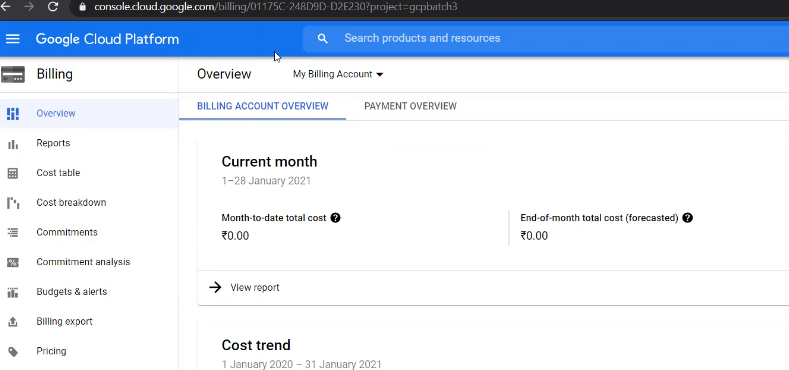 console.cloud.google.com/billing/01175C-248D9D-D2E230?project=gcpbatch3
Google Cloud Platform
Search products and resources
Billing
Overview
My Billing Account
Overview
BILLING ACCOUNT OVERVIEW
PAYMENT OVERVIEW
Reports
Cost table
Cost breakdown
Commitments
Commitment analysis
Budgets & alerts
Billing export
Pricing
Current month
1–28 January 2021
Month-to-date total cost
₹0.00
End-of-month total cost (forecasted)
₹0.00
View report
Cost trend
1 January 2020 – 31 January 2021